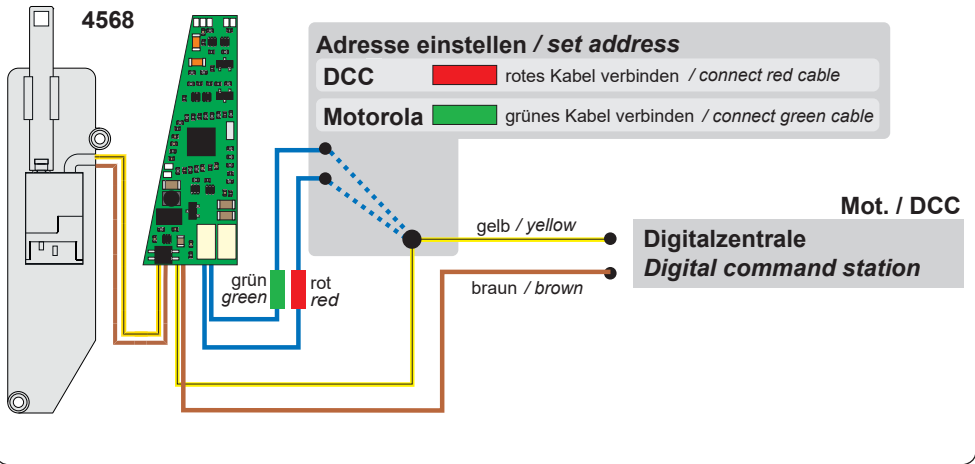 4568
Adresse einstellen / set address
DCC rotes Kabel verbinden / connect red cable
Motorola grünes Kabel verbinden / connect green cable
gelb / yellow
Mot. / DCC
Digitalzentrale
Digital command station
braun / brown
grün
green
rot
red